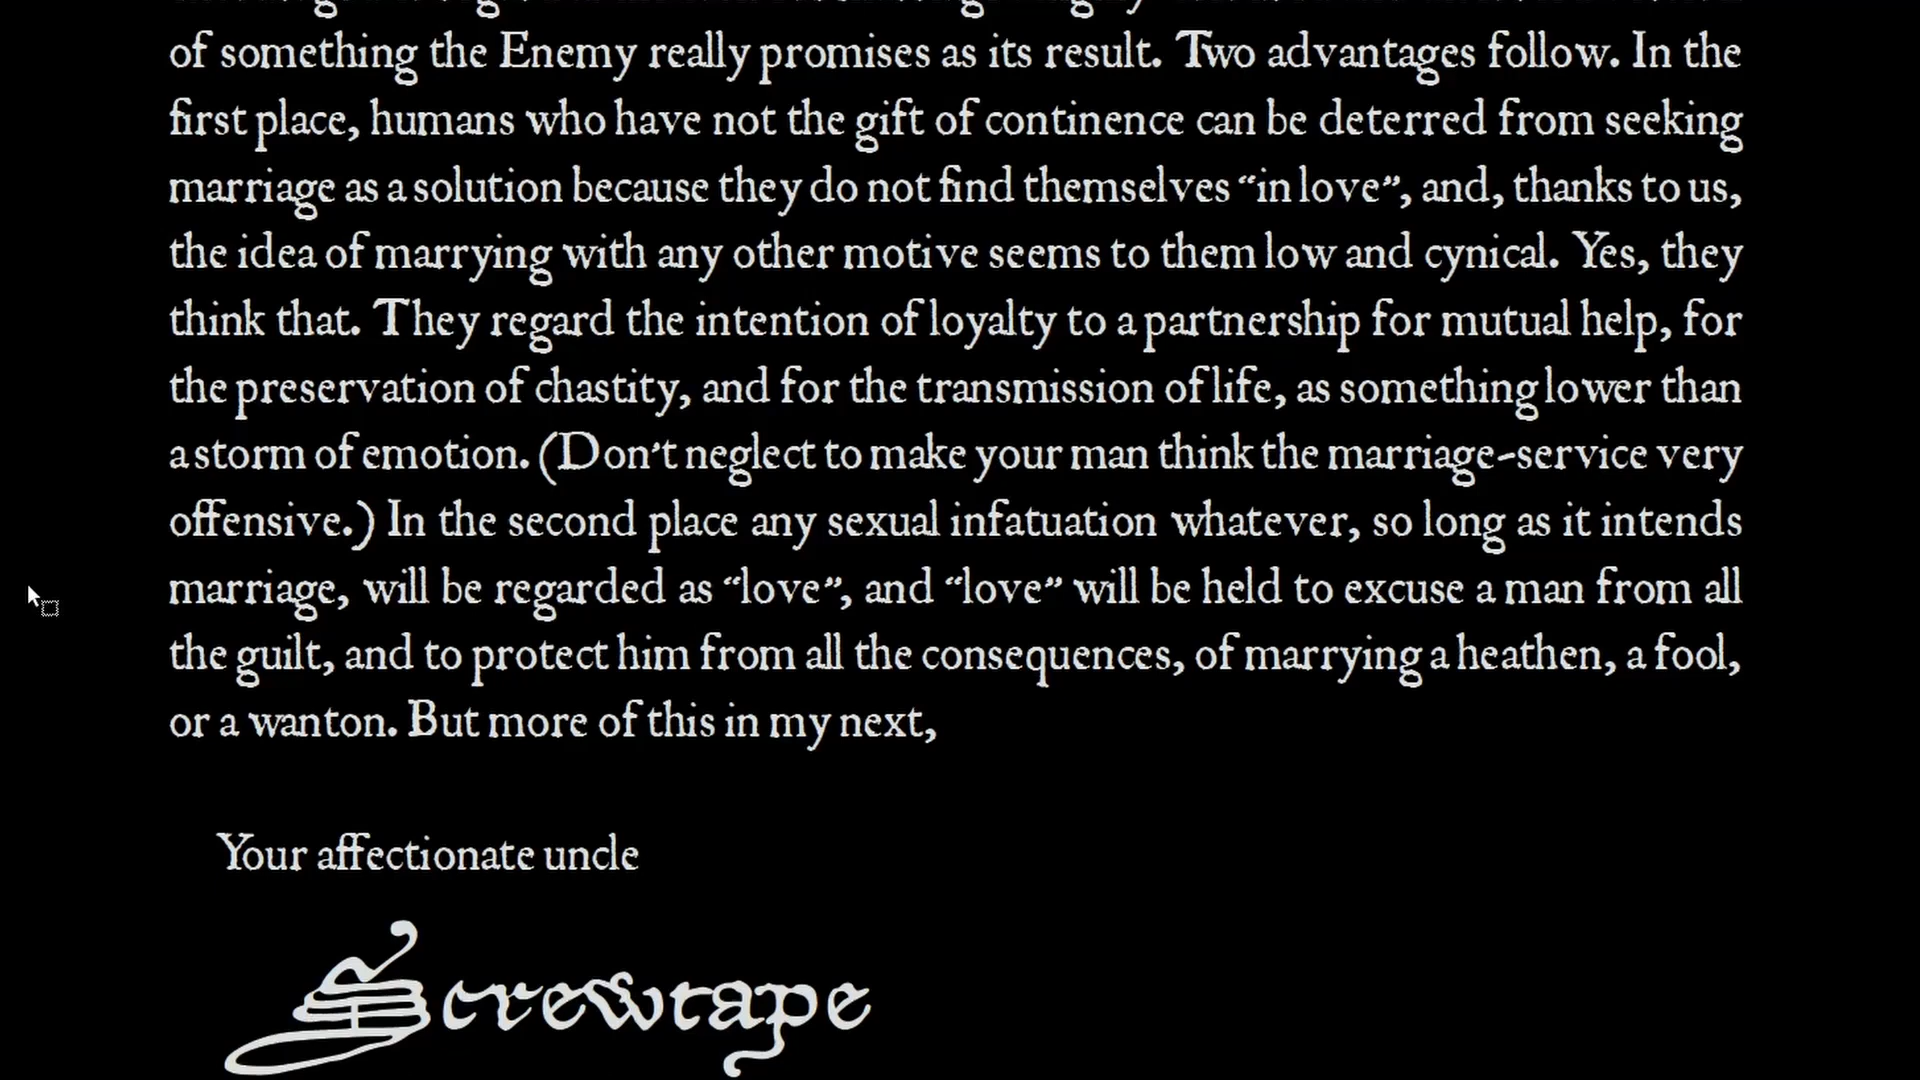 of something the Enemy really promises as its result. Two advantages follow. In the
first place, humans who have not the gift of continence can be deterred from seeking
marriage as a solution because they do not find themselves “in love”, and, thanks to us,
the idea of marrying with any other motive seems to them low and cynical. Yes, they
think that. They regard the intention of loyalty to a partnership for mutual help, for
the preservation of chastity, and for the transmission of life, as something lower than
a storm of emotion. (Don’t neglect to make your man think the marriage-service very
offensive.) In the second place any sexual infatuation whatever, so long as it intends
marriage, will be regarded as “love”, and “love” will be held to excuse a man from all
the guilt, and to protect him from all the consequences, of marrying a heathen, a fool,
or a wanton. But more of this in my next,
Your affectionate uncle
Screwtape